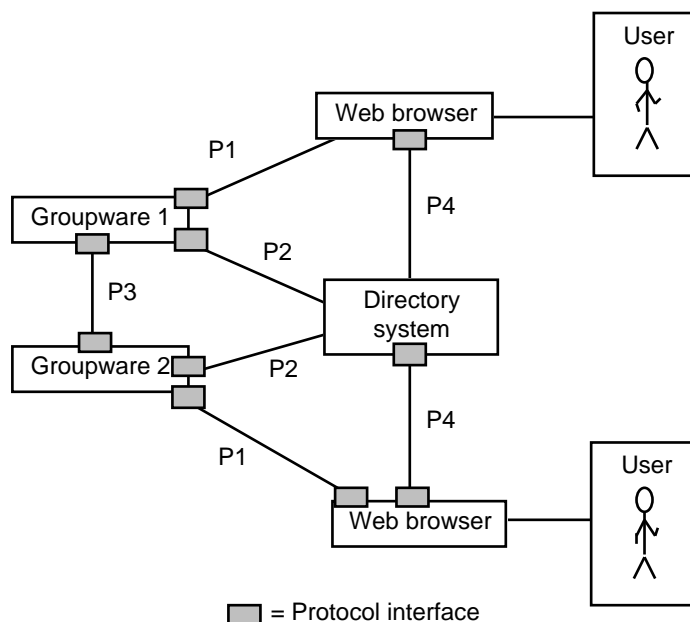 User
Web browser
P1
P4
Groupware 1
P2
P3
Directory
system
Groupware 2
P2
P4
P1
User
Web browser
= Protocol interface